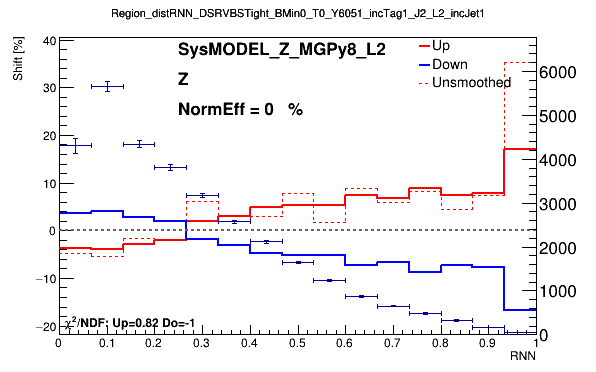 Region_distRNN_DSRVBSTight_BMin0_T0_Y6051_incTag1_J2_L2_incJet1
Shift [%]
SysMODEL_Z_MGPy8_L2
Z
NormEff = 0 %
Up
Down
Unsmoothed
40
30
20
10
0
−10
−20
6000
5000
4000
3000
2000
1000
0
χ²/NDF: Up=0.82 Do=-1
0 0.1 0.2 0.3 0.4 0.5 0.6 0.7 0.8 0.9 1
RNN